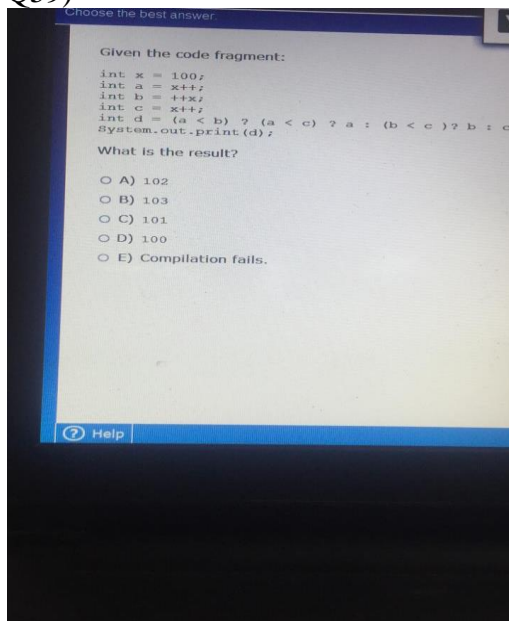 Q39)
Choose the best answer.
Given the code fragment:
int x = 100;
int a = x++;
int b = ++x;
int c = x++;
int d = (a < b) ? (a < c) ? a : (b < c )? b : c
System.out.print(d);
What is the result?
A) 102
B) 103
C) 101
D) 100
E) Compilation fails.
? Help